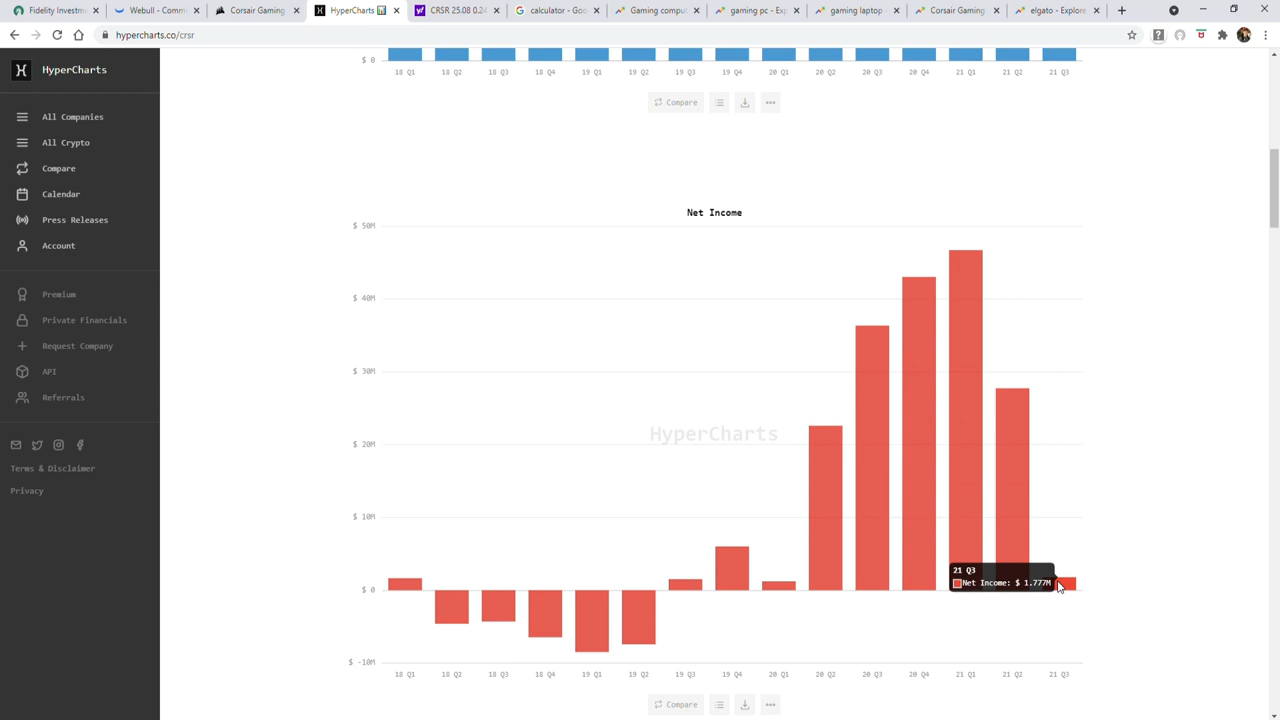 Fidelity Investm
Webull - Comm
Corsair Gaming
HyperCharts
CRSR 25.08 0.24
calculator - Goo
Gaming comput
gaming pc - Exp
gaming laptop -
Corsair Gaming
elgato - Explore
hypercharts.co/crsr
HyperCharts
All Companies
All Crypto
Compare
Calendar
Press Releases
Account
Premium
Private Financials
Request Company
API
Referrals
Terms & Disclaimer
Privacy
$ 0
18 Q1 18 Q2 18 Q3 18 Q4 19 Q1 19 Q2 19 Q3 19 Q4 20 Q1 20 Q2 20 Q3 20 Q4 21 Q1 21 Q2 21 Q3
Compare
Net Income
$ 50M
$ 40M
$ 30M
HyperCharts
$ 20M
$ 10M
21 Q3
Net Income: $ 1.777M
$ 0
$ -10M
18 Q1 18 Q2 18 Q3 18 Q4 19 Q1 19 Q2 19 Q3 19 Q4 20 Q1 20 Q2 20 Q3 20 Q4 21 Q1 21 Q2 21 Q3
Compare